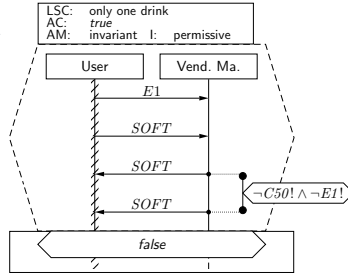 LSC: only one drink
AC: true
AM: invariant I: permissive
User Vend. Ma.
E1
SOFT
SOFT
¬C50! ∧ ¬E1!
SOFT
false